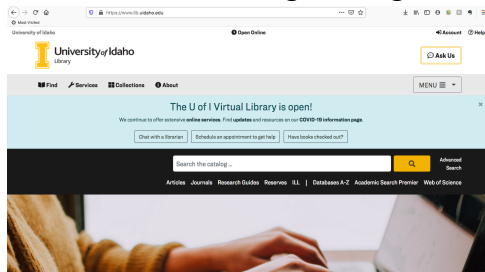 https://www.lib.uidaho.edu
Most Visited
University of Idaho
Open Online
Account
Help
University of Idaho
Library
Ask Us
Find
Services
Collections
About
MENU
The U of I Virtual Library is open!
We continue to offer extensive online services. Find updates and resources on our COVID-19 information page.
Chat with a librarian
Schedule an appointment to get help
Have books checked out?
Search the catalog ...
Advanced
Search
Articles Journals Research Guides Reserves ILL | Databases A-Z Academic Search Premier Web of Science